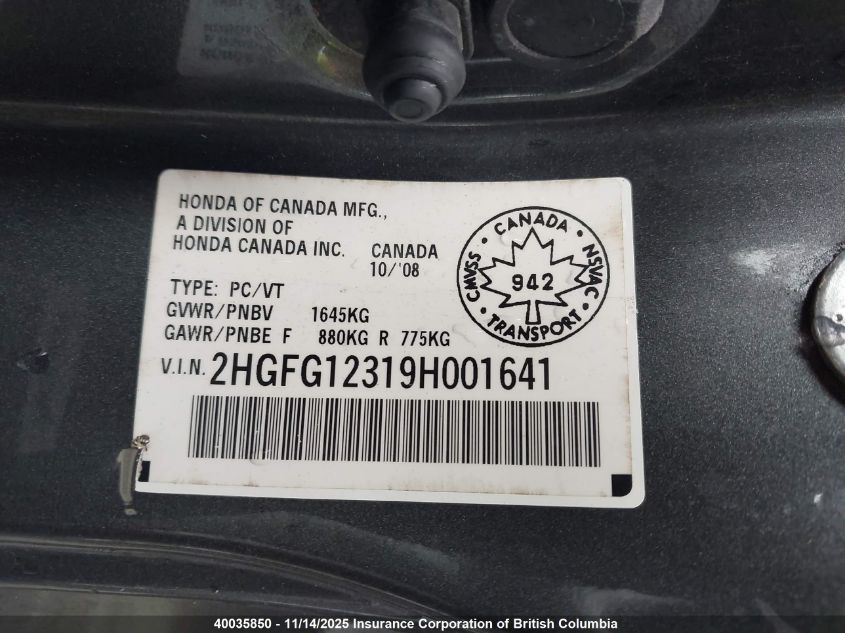 HONDA OF CANADA MFG.,
A DIVISION OF
HONDA CANADA INC. CANADA
10/'08
TYPE: PC/VT
GVWR/PNBV 1645KG
GAWR/PNBE F 880KG R 775KG
V.I.N. 2HGFG12319H001641
CANADA
CMVSS
942
NSVAC
TRANSPORT
40035850 - 11/14/2025 Insurance Corporation of British Columbia